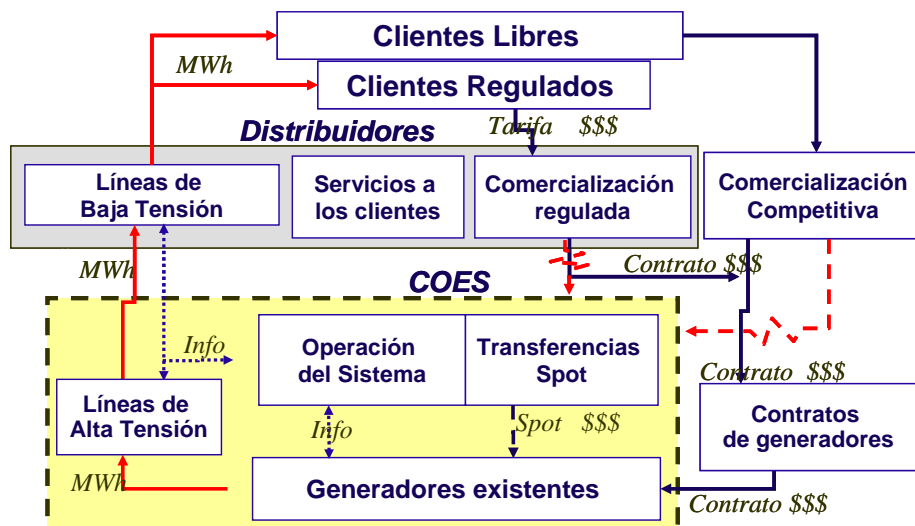 Clientes Libres
MWh
Clientes Regulados
Distribuidores
Tarifa $$$
Líneas de
Baja Tensión
Servicios a
los clientes
Comercialización
regulada
Comercialización
Competitiva
MWh
COES
Contrato $$$
Info
Operación
del Sistema
Transferencias
Spot
Contrato $$$
Líneas de
Alta Tensión
Info
Spot $$$
Contratos
de generadores
MWh
Generadores existentes
Contrato $$$